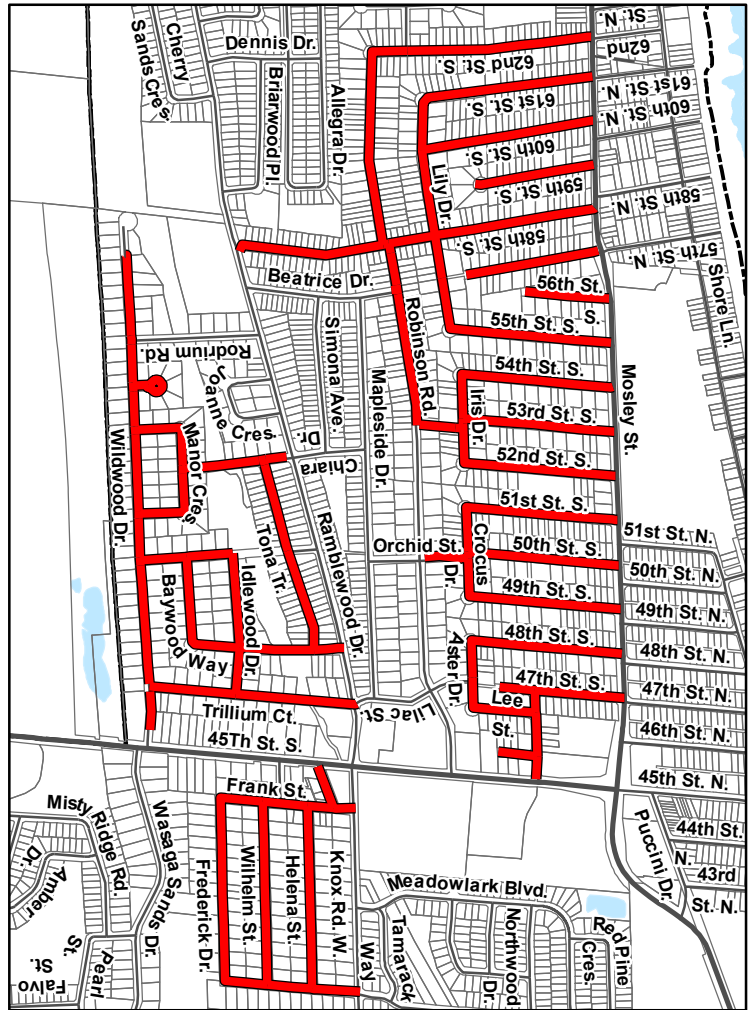 Cherry
Sands Cres.
Dennis Dr.
Briarwood Pl.
Allegra Dr.
62nd St. S.
61st St. S.
60th St. S.
59th St. S.
58th St. S.
Lily Dr.
St. N.
62nd
61st St. N.
60th St. N.
58th St. N.
57th St. N.
Shore Ln.
Beatrice Dr.
Robinson Rd.
56th St.
S.
55th St. S.
54th St. S.
53rd St. S.
52nd St. S.
Iris Dr.
Mosley St.
Rodrium Rd.
Joanne Cres.
Simona Ave.
Mapleside Dr.
Chiara
Dr.
Manor Cres.
Wildwood Dr.
Tona Tr.
Ramblewood Dr.
51st St. S.
50th St. S.
49th St. S.
48th St. S.
47th St. S.
Orchid St.
Crocus
Dr.
Aster Dr.
Lee
St.
51st St. N.
50th St. N.
49th St. N.
48th St. N.
47th St. N.
46th St. N.
45th St. N.
Idlewood Dr.
Baywood Way
Trillium Ct.
45Th St. S.
Lilac St.
Frank St.
Misty Ridge Rd.
Wasaga Sands Dr.
Amber
Dr.
Falvo
St.
Pearl
St.
Frederick Dr.
Wilhelm St.
Helena St.
Knox Rd. W.
Way
Tamarack
Meadowlark Blvd.
Northwood
Dr.
Red Pine
Cres.
Puccini Dr.
44th St.
N.
43rd
St. N.